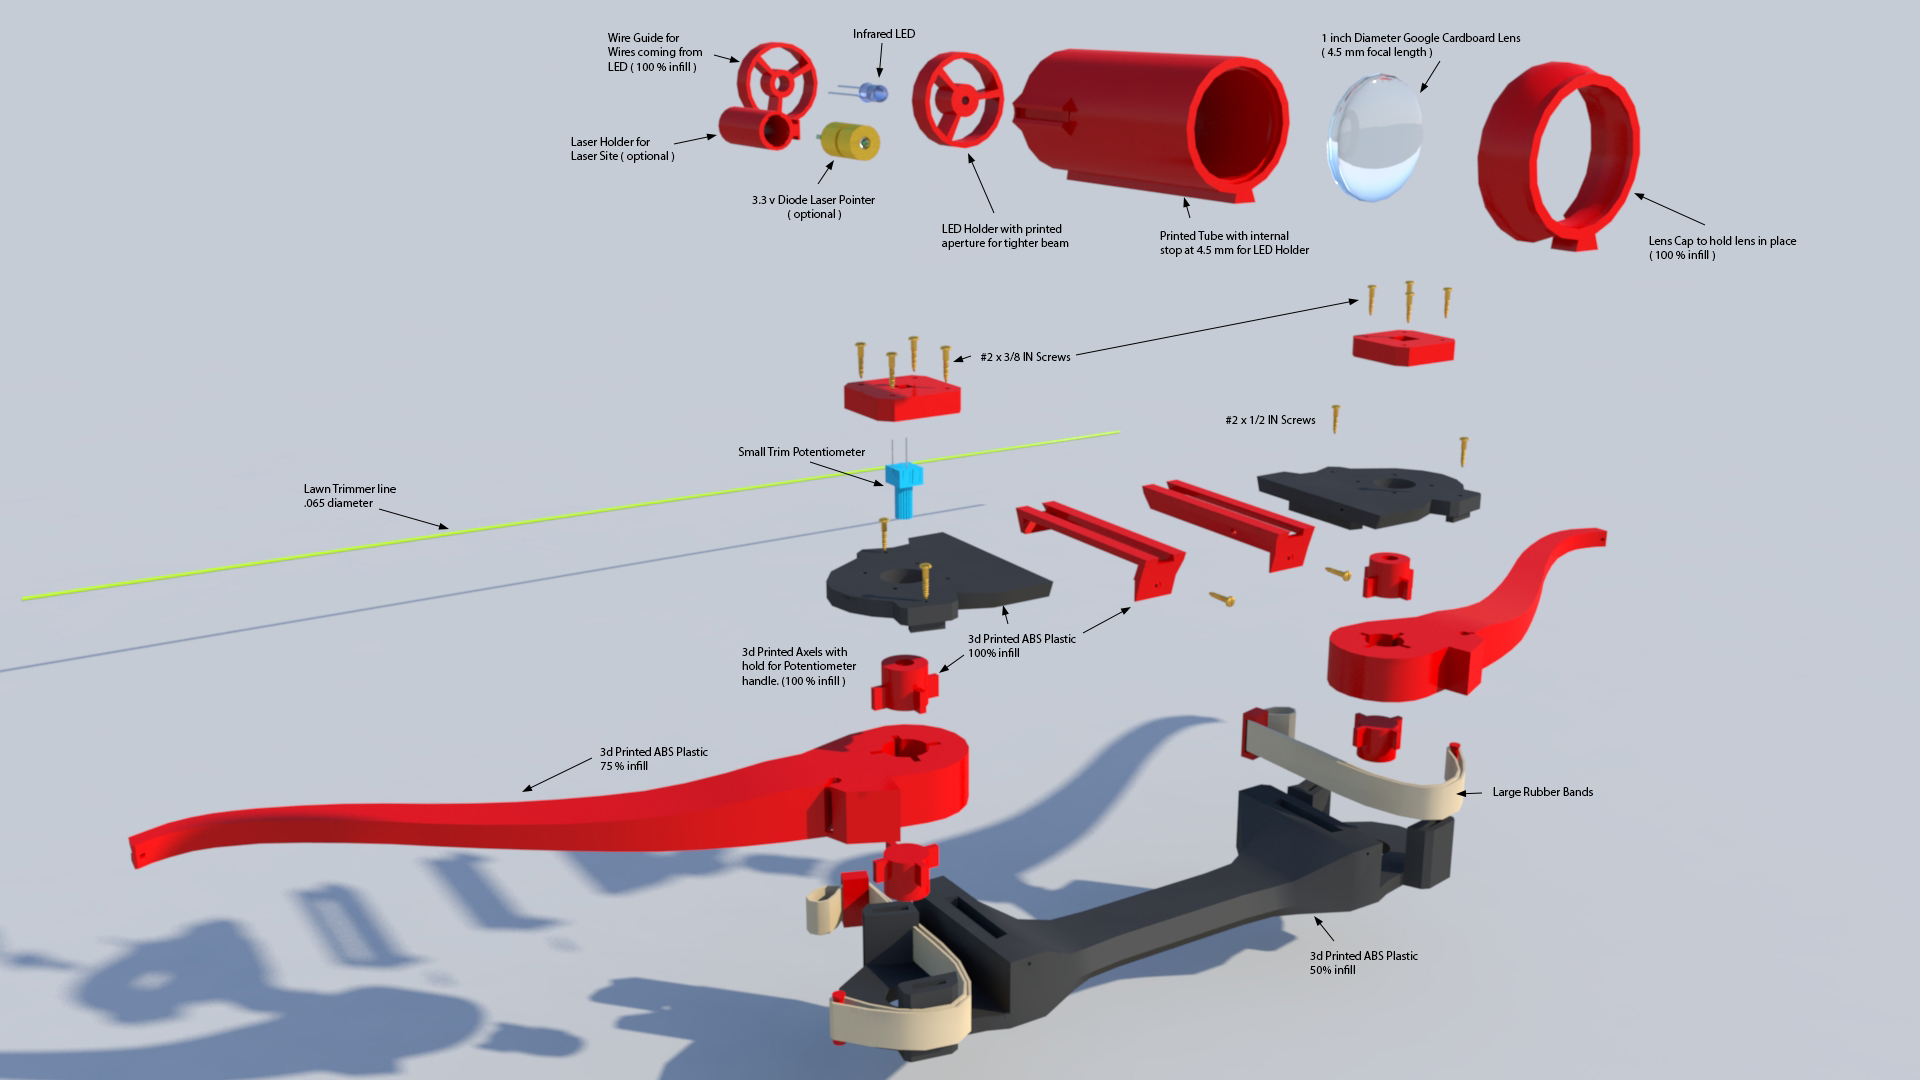 Wire Guide for
Wires coming from
LED ( 100 % infill )
Infrared LED
1 inch Diameter Google Cardboard Lens
( 4.5 mm focal length )
Laser Holder for
Laser Site ( optional )
3.3 v Diode Laser Pointer
( optional )
LED Holder with printed
aperture for tighter beam
Printed Tube with internal
stop at 4.5 mm for LED Holder
Lens Cap to hold lens in place
( 100 % infill )
#2 x 3/8 IN Screws
#2 x 1/2 IN Screws
Small Trim Potentiometer
Lawn Trimmer line
.065 diameter
3d Printed ABS Plastic
100% infill
3d Printed Axels with
hold for Potentiometer
handle. (100 % infill )
3d Printed ABS Plastic
75 % infill
Large Rubber Bands
3d Printed ABS Plastic
50% infill